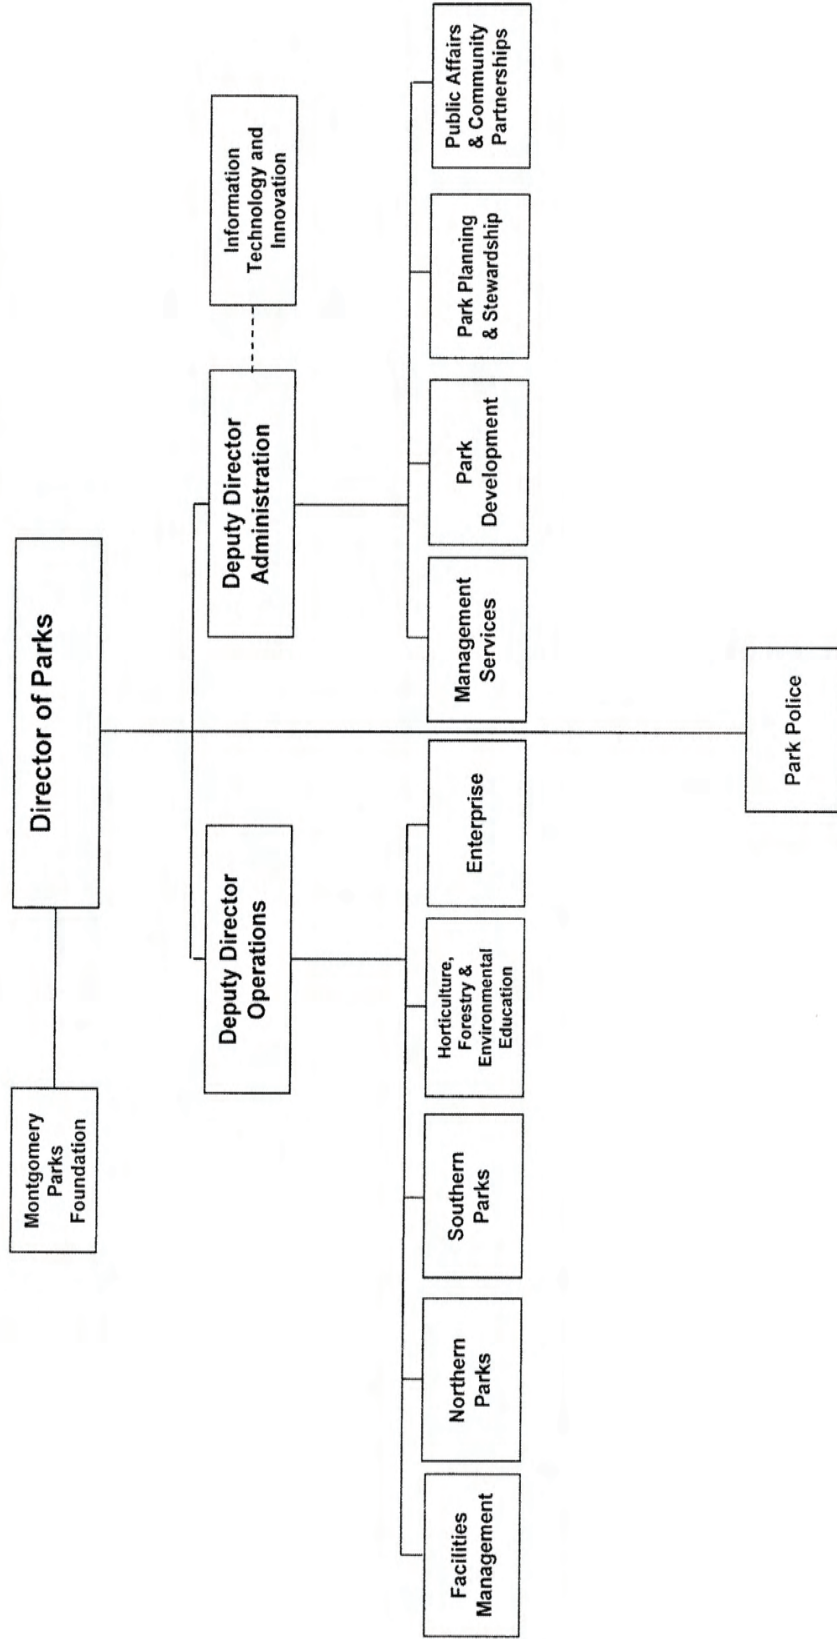 Director of Parks
Montgomery
Parks
Foundation
Deputy Director
Operations
Deputy Director
Administration
Information
Technology and
Innovation
Facilities
Management
Northern
Parks
Southern
Parks
Horticulture,
Forestry &
Environmental
Education
Enterprise
Management
Services
Park
Development
Park Planning
& Stewardship
Public Affairs
& Community
Partnerships
Park Police